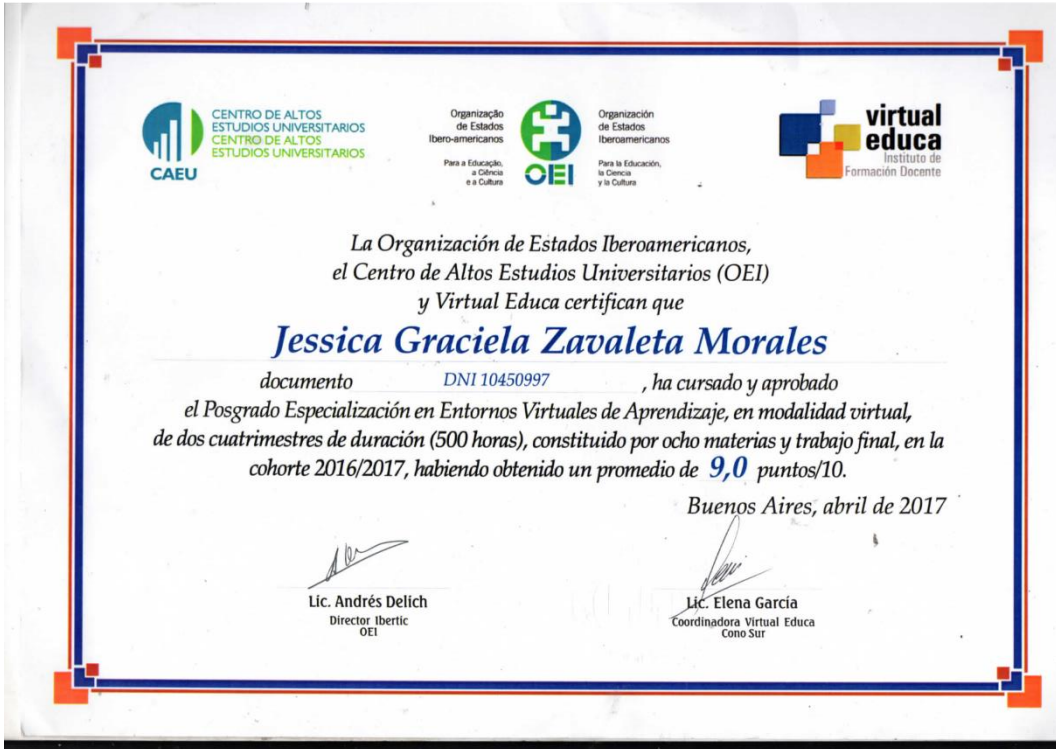 CENTRO DE ALTOS
ESTUDIOS UNIVERSITARIOS
CENTRO DE ALTOS
ESTUDIOS UNIVERSITARIOS
CAEU
Organização
de Estados
Ibero-americanos
Para a Educação,
a Ciência
e a Cultura
OEI
Organización
de Estados
Iberoamericanos
Para la Educación,
la Ciencia
y la Cultura
virtual
educa
Instituto de
Formación Docente
La Organización de Estados Iberoamericanos,
el Centro de Altos Estudios Universitarios (OEI)
y Virtual Educa certifican que
Jessica Graciela Zavaleta Morales
documento DNI 10450997 , ha cursado y aprobado
el Posgrado Especialización en Entornos Virtuales de Aprendizaje, en modalidad virtual,
de dos cuatrimestres de duración (500 horas), constituido por ocho materias y trabajo final, en la
cohorte 2016/2017, habiendo obtenido un promedio de 9,0 puntos/10.
Buenos Aires, abril de 2017
Lic. Andrés Delich
Director Ibertic
OEI
Lic. Elena García
Coordinadora Virtual Educa
Cono Sur